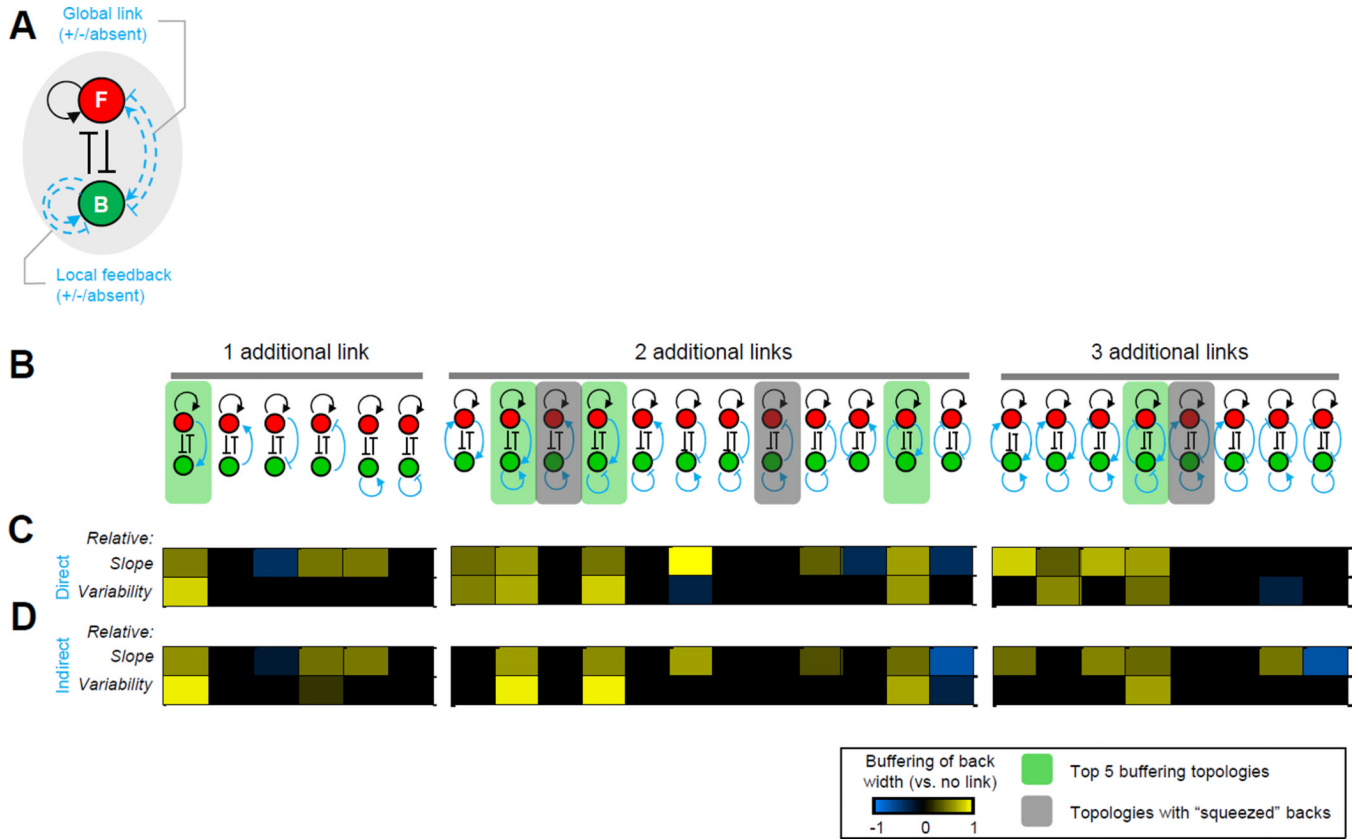 A
Global link
(+/-/absent)
F
B
Local feedback
(+/-/absent)
B
1 additional link
2 additional links
3 additional links
C
Direct
Relative:
Slope
Variability
D
Indirect
Relative:
Slope
Variability
Buffering of back
width (vs. no link)
-1 0 1
Top 5 buffering topologies
Topologies with “squeezed” backs